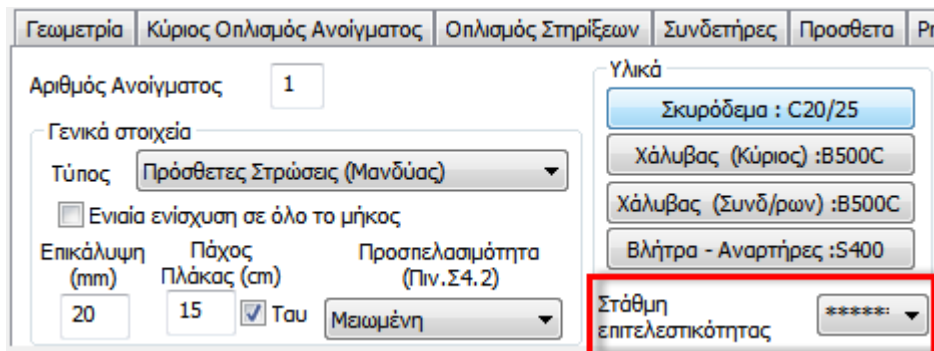 Γεωμετρία Κύριος Οπλισμός Ανοίγματος Οπλισμός Στηρίξεων Συνδετήρες Προσθετα
Αριθμός Ανοίγματος 1
Γενικά στοιχεία
Τύπος Πρόσθετες Στρώσεις (Μανδύας)
Ενιαία ενίσχυση σε όλο το μήκος
Επικάλυψη (mm)
20
Πάχος Πλάκας (cm)
15 Ταυ
Προσπελασιμότητα (Πιν.Σ4.2)
Μειωμένη
Υλικά
Σκυρόδεμα : C20/25
Χάλυβας (Κύριος) :B500C
Χάλυβας (Συνδ/ρων) :B500C
Βλήτρα - Αναρτήρες :S400
Στάθμη
επιτελεστικότητας
*****